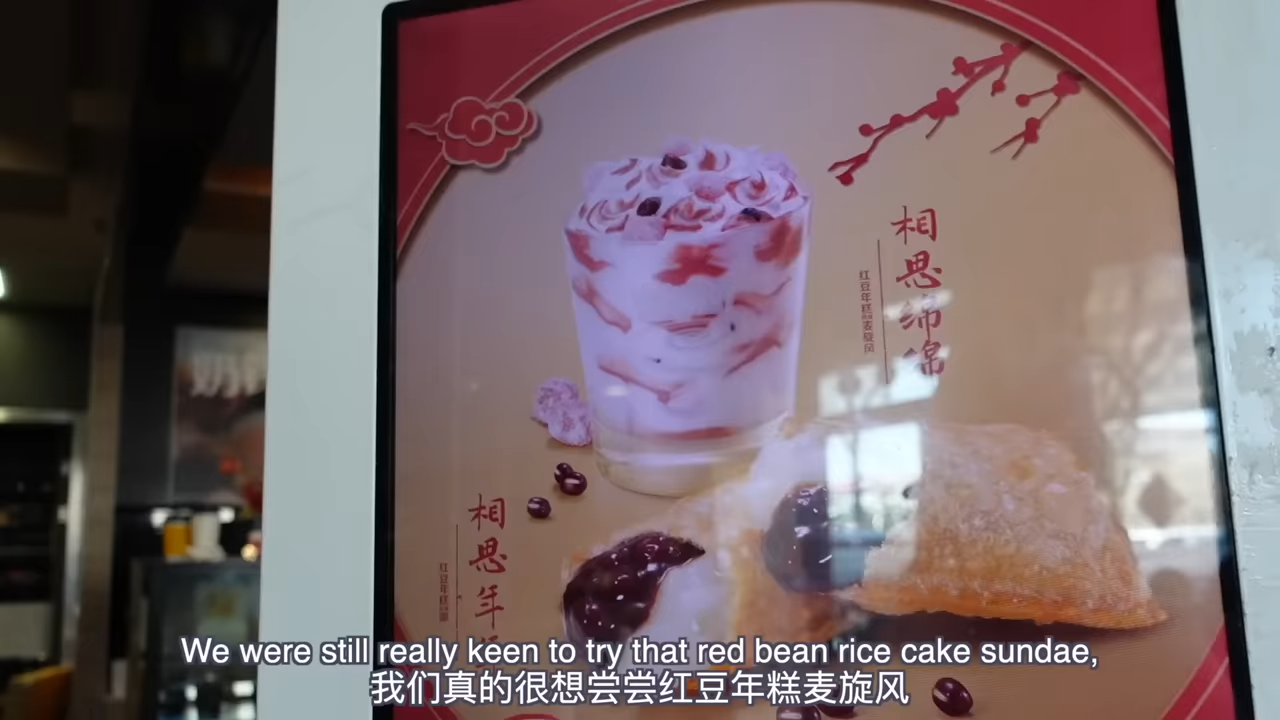 相思绵绵
红豆年糕麦旋风
相思年
红豆年糕派
We were still really keen to try that red bean rice cake sundae,
我们真的很想尝尝红豆年糕麦旋风